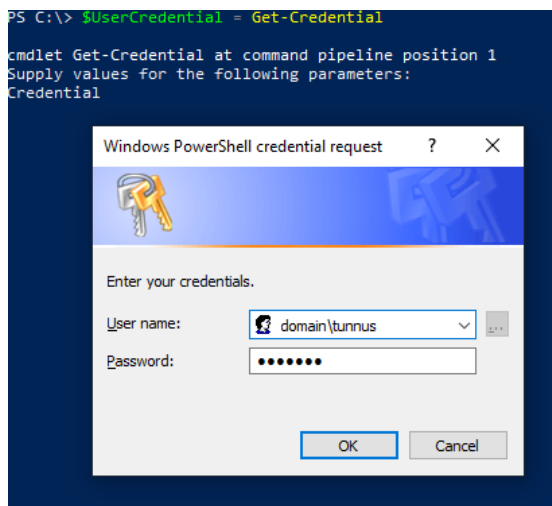 PS C:\> $UserCredential = Get-Credential
cmdlet Get-Credential at command pipeline position 1
Supply values for the following parameters:
Credential
Windows PowerShell credential request ? ×
Enter your credentials.
User name: domain\tunnus ...
Password: •••••••
OK Cancel